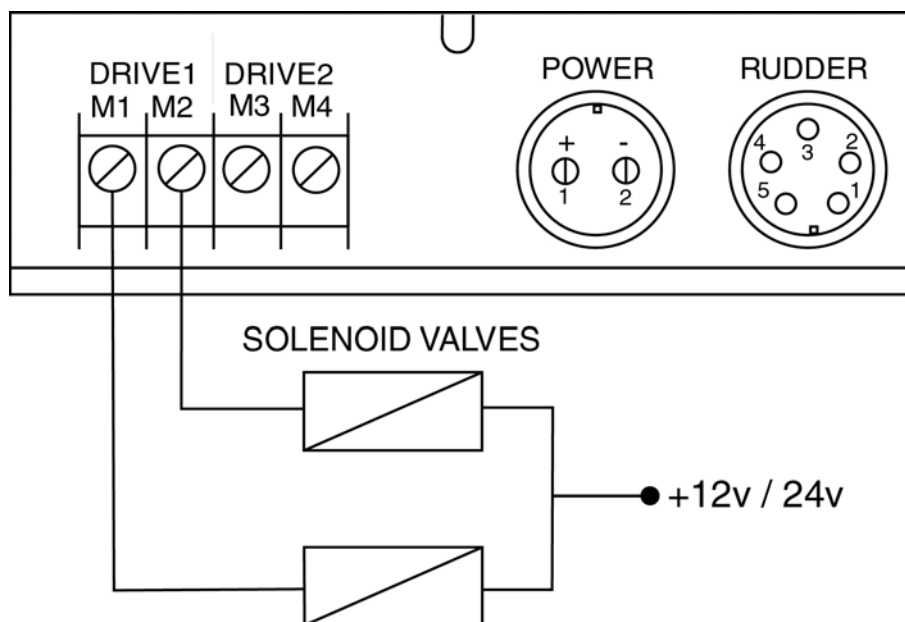 DRIVE1 DRIVE2
M1 M2 M3 M4
POWER
+ -
1 2
RUDDER
4 3 2
5 1
SOLENOID VALVES
+12v / 24v